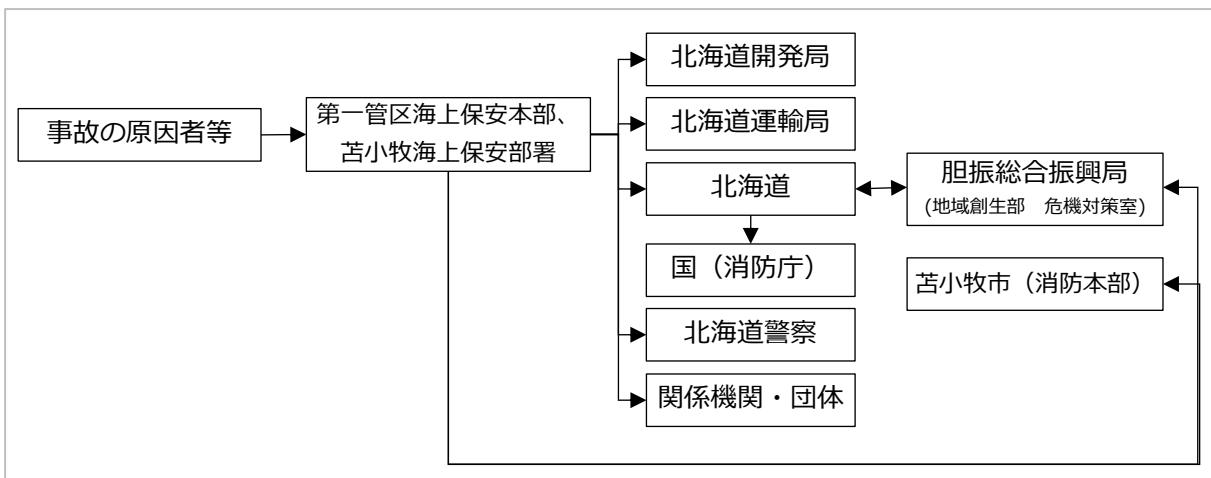 事故の原因者等
第一管区海上保安本部、
苫小牧海上保安部署
北海道開発局
北海道運輸局
北海道
国（消防庁）
北海道警察
関係機関・団体
胆振総合振興局
(地域創生部　危機対策室)
苫小牧市（消防本部）